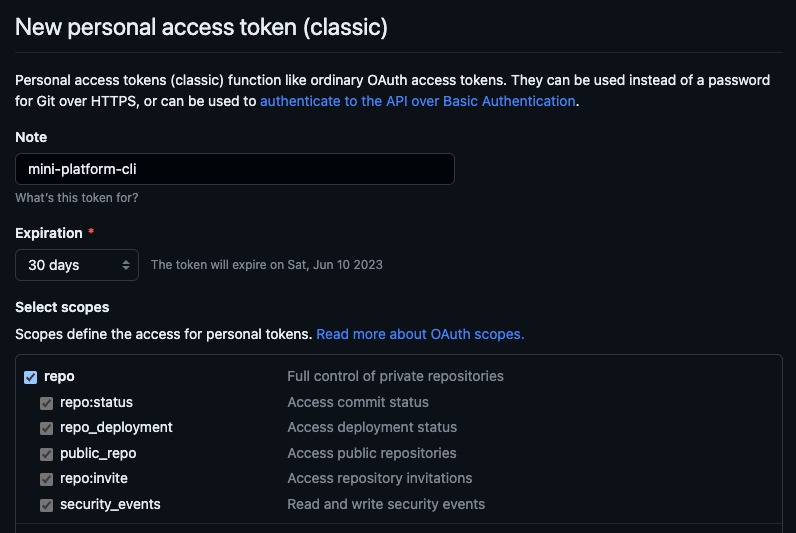 New personal access token (classic)
Personal access tokens (classic) function like ordinary OAuth access tokens. They can be used instead of a password
for Git over HTTPS, or can be used to authenticate to the API over Basic Authentication.
Note
mini-platform-cli
What's this token for?
Expiration *
30 days The token will expire on Sat, Jun 10 2023
Select scopes
Scopes define the access for personal tokens. Read more about OAuth scopes.
repo Full control of private repositories
repo:status Access commit status
repo_deployment Access deployment status
public_repo Access public repositories
repo:invite Access repository invitations
security_events Read and write security events